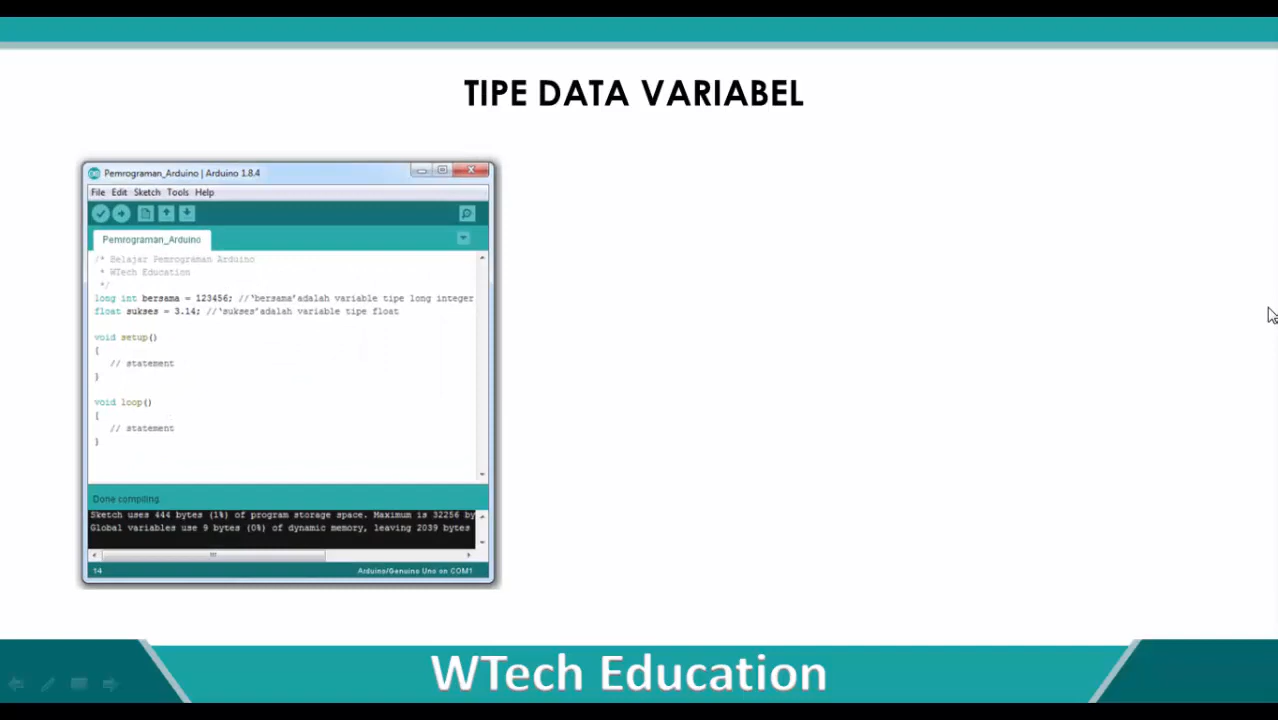 TIPE DATA VARIABEL
Pemrograman_Arduino | Arduino 1.8.4
File Edit Sketch Tools Help
Pemrograman_Arduino
/* Belajar Pemrograman Arduino
* WTech Education
*/
long int bersama = 123456; //'bersama'adalah variable tipe long integer
float sukses = 3.14; //'sukses'adalah variable tipe float
void setup()
{
// statement
}
void loop()
{
// statement
}
Done compiling.
Sketch uses 444 bytes (1%) of program storage space. Maximum is 32256 by
Global variables use 9 bytes (0%) of dynamic memory, leaving 2039 bytes
14
Arduino/Genuino Uno on COM1
WTech Education